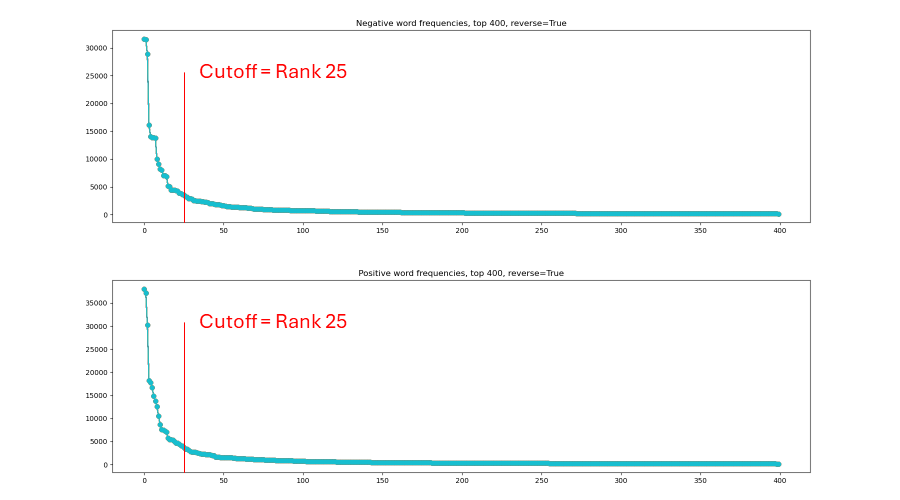 Negative word frequencies, top 400, reverse=True
30000
25000
20000
15000
10000
5000
0
Cutoff = Rank 25
0 50 100 150 200 250 300 350 400
Positive word frequencies, top 400, reverse=True
35000
30000
25000
20000
15000
10000
5000
0
Cutoff = Rank 25
0 50 100 150 200 250 300 350 400